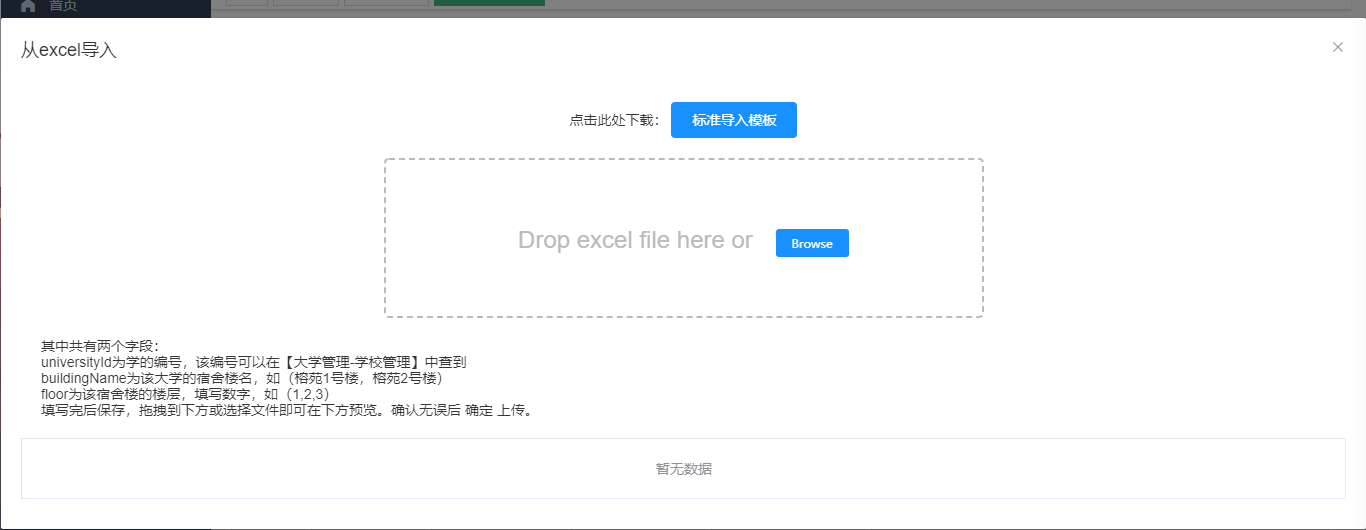 首页
从excel导入
点击此处下载： 标准导入模板
Drop excel file here or Browse
其中共有两个字段：
universityId为学的编号，该编号可以在【大学管理-学校管理】中查到
buildingName为该大学的宿舍楼名，如（榕苑1号楼，榕苑2号楼）
floor为该宿舍楼的楼层，填写数字，如（1,2,3）
填写完后保存，拖拽到下方或选择文件即可在下方预览。确认无误后 确定 上传。
暂无数据